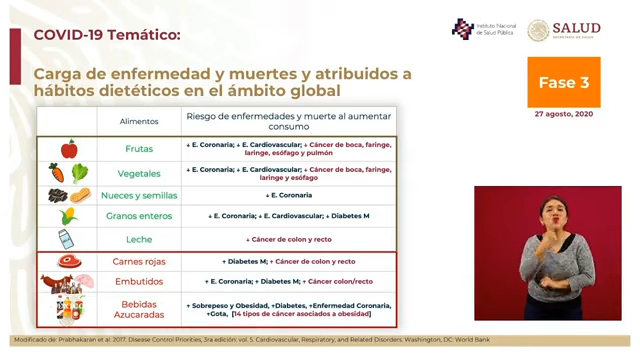 COVID-19 Temático:
Instituto Nacional
de Salud Pública
SALUD
SECRETARÍA DE SALUD
Carga de enfermedad y muertes y atribuidos a
hábitos dietéticos en el ámbito global
Fase 3
27 agosto, 2020
Alimentos
Riesgo de enfermedades y muerte al aumentar
consumo
Frutas
↓ E. Coronaria; ↓ E. Cardiovascular; ↓ Cáncer de boca, faringe,
laringe, esófago y pulmón
Vegetales
↓ E. Coronaria; ↓ E. Cardiovascular; ↓ Cáncer de boca, faringe,
laringe y esófago
Nueces y semillas
↓ E. Coronaria
Granos enteros
↓ E. Coronaria; ↓ E. Cardiovascular; ↓ Diabetes M
Leche
↓ Cáncer de colon y recto
Carnes rojas
↑ Diabetes M; ↑ Cáncer de colon y recto
Embutidos
↑ E. Coronaria; ↑ Diabetes M; ↑ Cáncer colon/recto
Bebidas
Azucaradas
↑ Sobrepeso y Obesidad, ↑Diabetes, ↑Enfermedad Coronaria,
↑Gota, [14 tipos de cáncer asociados a obesidad]
Modificado de: Prabhakaran et al. 2017. Disease Control Priorities, 3ra edición: vol. 5. Cardiovascular, Respiratory, and Related Disorders. Washington, DC: World Bank